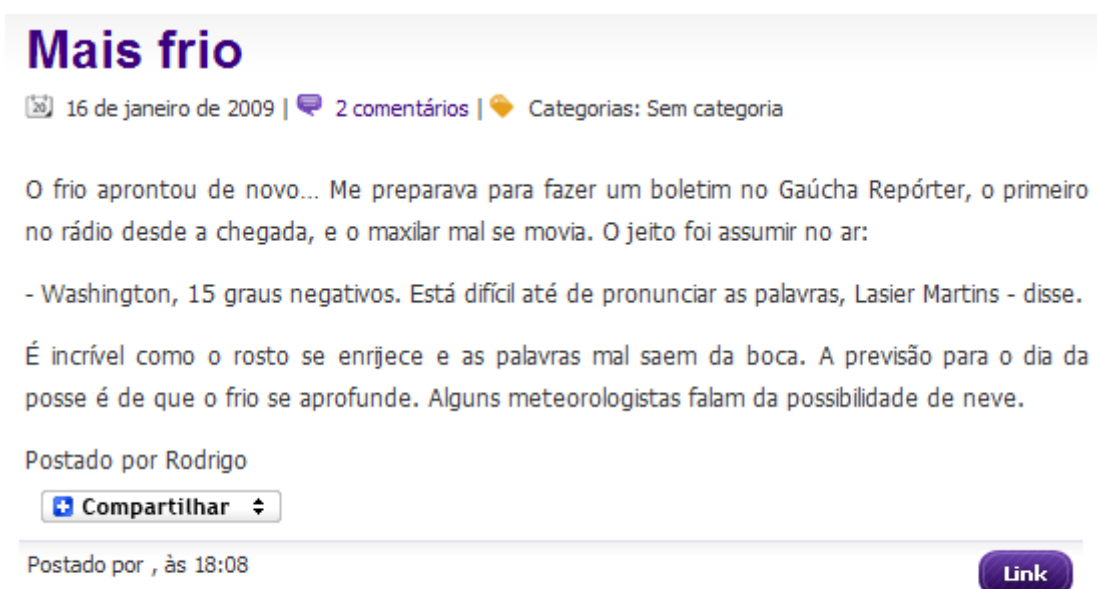 Mais frio
20 16 de janeiro de 2009 | 2 comentários | Categorias: Sem categoria
O frio aprontou de novo... Me preparava para fazer um boletim no Gaúcha Repórter, o primeiro
no rádio desde a chegada, e o maxilar mal se movia. O jeito foi assumir no ar:
- Washington, 15 graus negativos. Está difícil até de pronunciar as palavras, Lasier Martins - disse.
É incrível como o rosto se enrijece e as palavras mal saem da boca. A previsão para o dia da
posse é de que o frio se aprofunde. Alguns meteorologistas falam da possibilidade de neve.
Postado por Rodrigo
Compartilhar
Postado por , às 18:08
Link